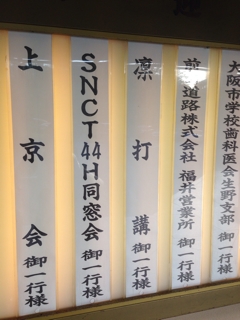 大阪市学校歯科医会生野支部 御一行様
前田道路株式会社 福井営業所 御一行様
凛打講 御一行様
SNCT44H同窓会 御一行様
上京会 御一行様